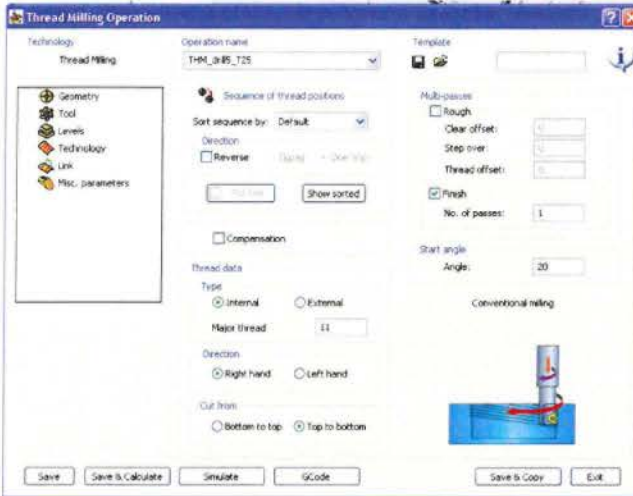 Thread Milling Operation
Technology
Thread Milling
Geometry
Tool
Levels
Technology
Link
Misc. parameters
Operation name
THM_drill5_T25
Sequence of thread positions
Sort sequence by: Default
Direction
Reverse
Show sorted
Compensation
Thread data
Type
Internal External
Major thread 11
Direction
Right hand Left hand
Cut from
Bottom to top Top to bottom
Template
Multi-passes
Rough
Clear offset:
Step over:
Thread offset:
Finish
No. of passes: 1
Start angle
Angle: 20
Conventional milling
Save Save & Calculate Simulate GCode Save & Copy Exit